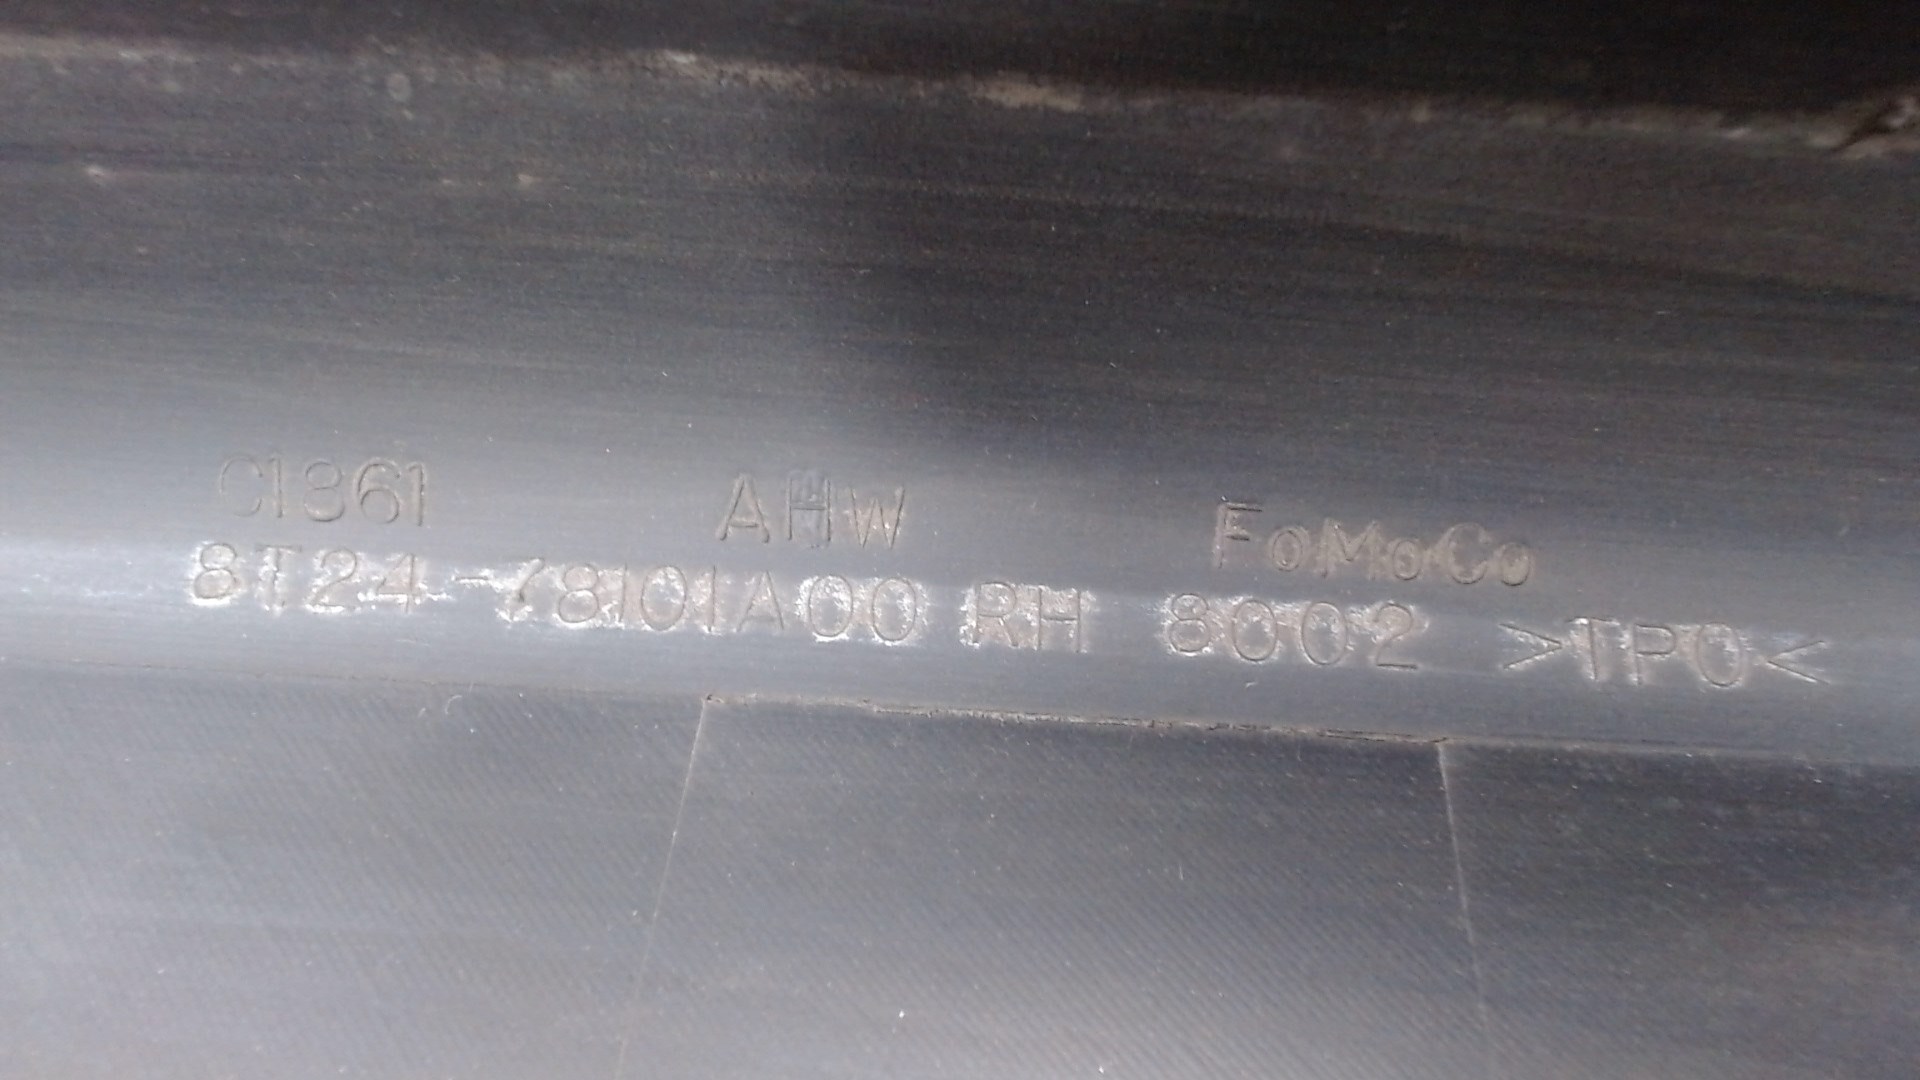 C1861 AHW FoMoCo
8T24-78101A00 RH 8002 >TPO<